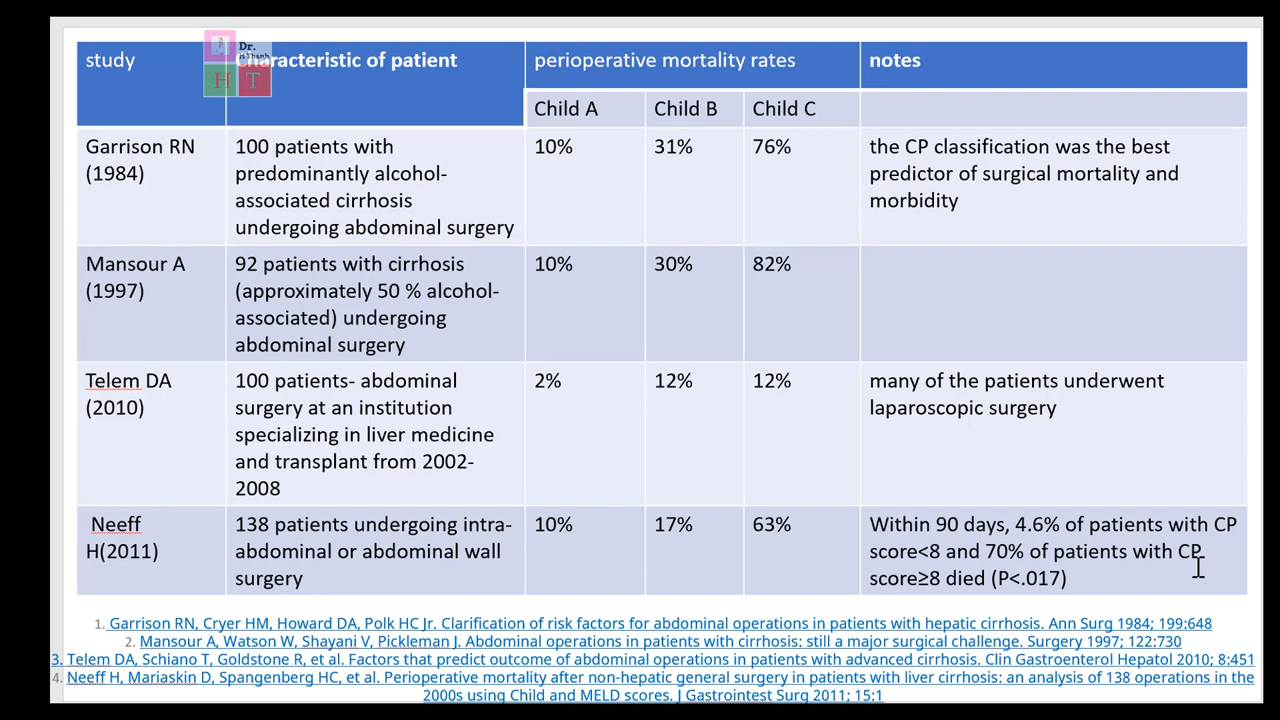 study
Dr.
H Thanh
H T
characteristic of patient
perioperative mortality rates
notes
Child A
Child B
Child C
Garrison RN
(1984)
100 patients with
predominantly alcohol-
associated cirrhosis
undergoing abdominal surgery
10%
31%
76%
the CP classification was the best
predictor of surgical mortality and
morbidity
Mansour A
(1997)
92 patients with cirrhosis
(approximately 50 % alcohol-
associated) undergoing
abdominal surgery
10%
30%
82%
Telem DA
(2010)
100 patients- abdominal
surgery at an institution
specializing in liver medicine
and transplant from 2002-
2008
2%
12%
12%
many of the patients underwent
laparoscopic surgery
Neeff
H(2011)
138 patients undergoing intra-
abdominal or abdominal wall
surgery
10%
17%
63%
Within 90 days, 4.6% of patients with CP
score<8 and 70% of patients with CP
score≥8 died (P<.017)
1. Garrison RN, Cryer HM, Howard DA, Polk HC Jr. Clarification of risk factors for abdominal operations in patients with hepatic cirrhosis. Ann Surg 1984; 199:648
2. Mansour A, Watson W, Shayani V, Pickleman J. Abdominal operations in patients with cirrhosis: still a major surgical challenge. Surgery 1997; 122:730
3. Telem DA, Schiano T, Goldstone R, et al. Factors that predict outcome of abdominal operations in patients with advanced cirrhosis. Clin Gastroenterol Hepatol 2010; 8:451
4. Neeff H, Mariaskin D, Spangenberg HC, et al. Perioperative mortality after non-hepatic general surgery in patients with liver cirrhosis: an analysis of 138 operations in the
2000s using Child and MELD scores. J Gastrointest Surg 2011; 15:1